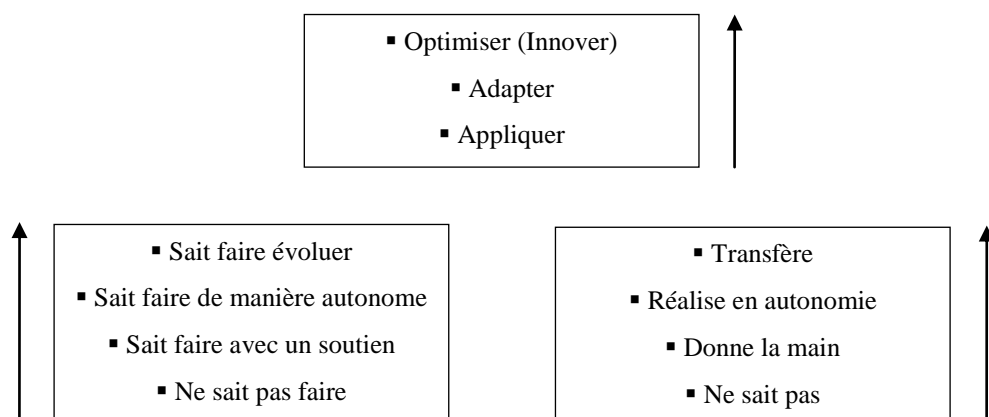 ▪ Optimiser (Innover)
▪ Adapter
▪ Appliquer
▪ Sait faire évoluer
▪ Sait faire de manière autonome
▪ Sait faire avec un soutien
▪ Ne sait pas faire
▪ Transfère
▪ Réalise en autonomie
▪ Donne la main
▪ Ne sait pas